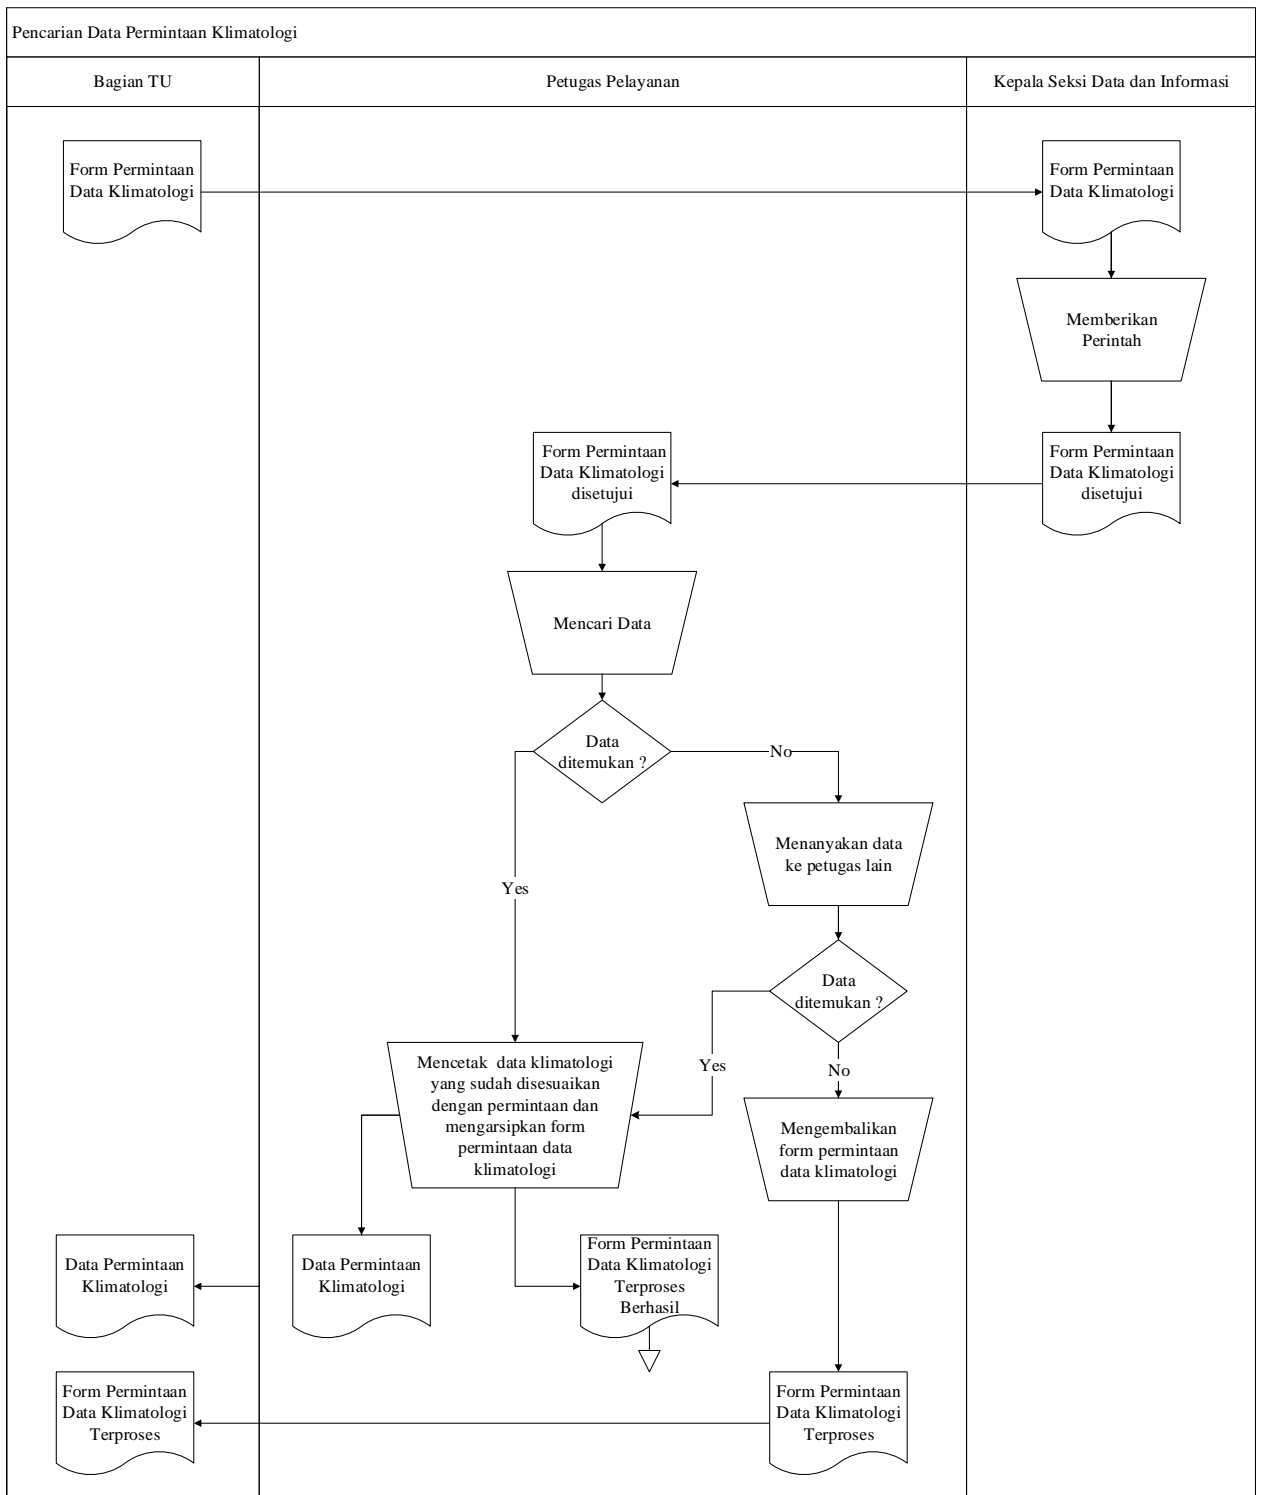 Pencarian Data Permintaan Klimatologi
Bagian TU
Petugas Pelayanan
Kepala Seksi Data dan Informasi
Form Permintaan
Data Klimatologi
Form Permintaan
Data Klimatologi
Memberikan
Perintah
Form Permintaan
Data Klimatologi
disetujui
Form Permintaan
Data Klimatologi
disetujui
Mencari Data
Data
ditemukan ?
No
Yes
Menanyakan data
ke petugas lain
Data
ditemukan ?
Yes
No
Mencetak data klimatologi
yang sudah disesuaikan
dengan permintaan dan
mengarsipkan form
permintaan data
klimatologi
Mengembalikan
form permintaan
data klimatologi
Data Permintaan
Klimatologi
Data Permintaan
Klimatologi
Form Permintaan
Data Klimatologi
Terproses
Berhasil
Form Permintaan
Data Klimatologi
Terproses
Form Permintaan
Data Klimatologi
Terproses